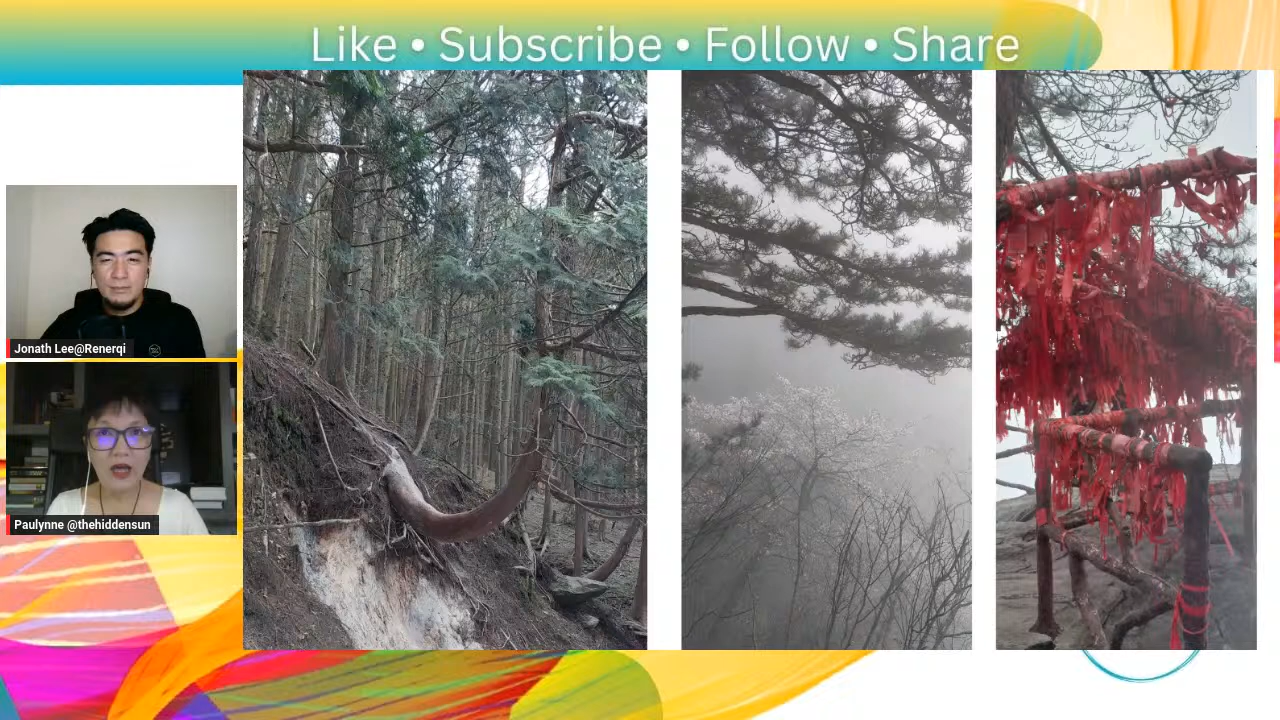 Like • Subscribe • Follow • Share
Jonath Lee@Renerqi
Paulynne @thehiddensun